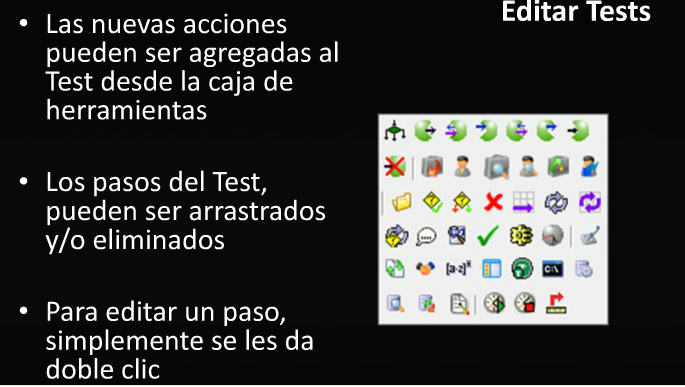 Editar Tests
• Las nuevas acciones
pueden ser agregadas al
Test desde la caja de
herramientas
• Los pasos del Test,
pueden ser arrastrados
y/o eliminados
• Para editar un paso,
simplemente se les da
doble clic
[a-z]*
C:\